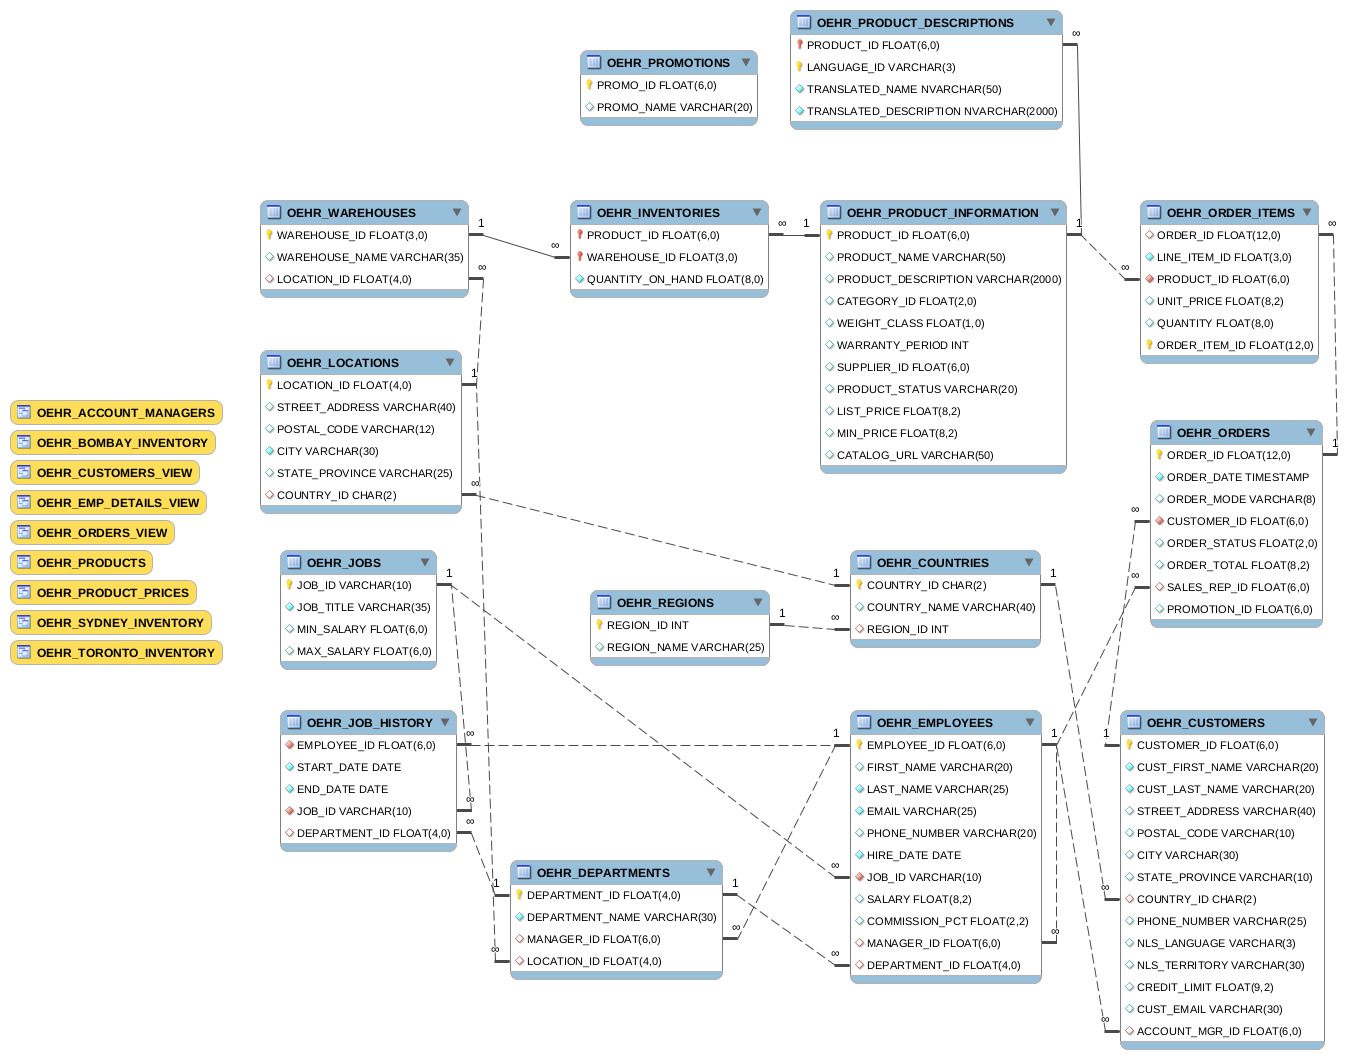 OEHR_PRODUCT_DESCRIPTIONS
PRODUCT_ID FLOAT(6,0)
LANGUAGE_ID VARCHAR(3)
TRANSLATED_NAME NVARCHAR(50)
TRANSLATED_DESCRIPTION NVARCHAR(2000)
∞
OEHR_PROMOTIONS
PROMO_ID FLOAT(6,0)
PROMO_NAME VARCHAR(20)
OEHR_WAREHOUSES
WAREHOUSE_ID FLOAT(3,0)
WAREHOUSE_NAME VARCHAR(35)
LOCATION_ID FLOAT(4,0)
1
∞
∞
OEHR_INVENTORIES
PRODUCT_ID FLOAT(6,0)
WAREHOUSE_ID FLOAT(3,0)
QUANTITY_ON_HAND FLOAT(8,0)
∞
1
OEHR_PRODUCT_INFORMATION
PRODUCT_ID FLOAT(6,0)
PRODUCT_NAME VARCHAR(50)
PRODUCT_DESCRIPTION VARCHAR(2000)
CATEGORY_ID FLOAT(2,0)
WEIGHT_CLASS FLOAT(1,0)
WARRANTY_PERIOD INT
SUPPLIER_ID FLOAT(6,0)
PRODUCT_STATUS VARCHAR(20)
LIST_PRICE FLOAT(8,2)
MIN_PRICE FLOAT(8,2)
CATALOG_URL VARCHAR(50)
1
∞
OEHR_ORDER_ITEMS
ORDER_ID FLOAT(12,0)
LINE_ITEM_ID FLOAT(3,0)
PRODUCT_ID FLOAT(6,0)
UNIT_PRICE FLOAT(8,2)
QUANTITY FLOAT(8,0)
ORDER_ITEM_ID FLOAT(12,0)
∞
OEHR_LOCATIONS
LOCATION_ID FLOAT(4,0)
STREET_ADDRESS VARCHAR(40)
POSTAL_CODE VARCHAR(12)
CITY VARCHAR(30)
STATE_PROVINCE VARCHAR(25)
COUNTRY_ID CHAR(2)
1
∞
OEHR_ACCOUNT_MANAGERS
OEHR_BOMBAY_INVENTORY
OEHR_CUSTOMERS_VIEW
OEHR_EMP_DETAILS_VIEW
OEHR_ORDERS_VIEW
OEHR_PRODUCTS
OEHR_PRODUCT_PRICES
OEHR_SYDNEY_INVENTORY
OEHR_TORONTO_INVENTORY
OEHR_ORDERS
ORDER_ID FLOAT(12,0)
ORDER_DATE TIMESTAMP
ORDER_MODE VARCHAR(8)
CUSTOMER_ID FLOAT(6,0)
ORDER_STATUS FLOAT(2,0)
ORDER_TOTAL FLOAT(8,2)
SALES_REP_ID FLOAT(6,0)
PROMOTION_ID FLOAT(6,0)
1
∞
∞
OEHR_JOBS
JOB_ID VARCHAR(10)
JOB_TITLE VARCHAR(35)
MIN_SALARY FLOAT(6,0)
MAX_SALARY FLOAT(6,0)
1
OEHR_REGIONS
REGION_ID INT
REGION_NAME VARCHAR(25)
1
1
∞
OEHR_COUNTRIES
COUNTRY_ID CHAR(2)
COUNTRY_NAME VARCHAR(40)
REGION_ID INT
1
OEHR_JOB_HISTORY
EMPLOYEE_ID FLOAT(6,0)
START_DATE DATE
END_DATE DATE
JOB_ID VARCHAR(10)
DEPARTMENT_ID FLOAT(4,0)
∞
∞
∞
OEHR_DEPARTMENTS
DEPARTMENT_ID FLOAT(4,0)
DEPARTMENT_NAME VARCHAR(30)
MANAGER_ID FLOAT(6,0)
LOCATION_ID FLOAT(4,0)
1
∞
1
∞
OEHR_EMPLOYEES
EMPLOYEE_ID FLOAT(6,0)
FIRST_NAME VARCHAR(20)
LAST_NAME VARCHAR(25)
EMAIL VARCHAR(25)
PHONE_NUMBER VARCHAR(20)
HIRE_DATE DATE
JOB_ID VARCHAR(10)
SALARY FLOAT(8,2)
COMMISSION_PCT FLOAT(2,2)
MANAGER_ID FLOAT(6,0)
DEPARTMENT_ID FLOAT(4,0)
1
∞
∞
1
∞
OEHR_CUSTOMERS
CUSTOMER_ID FLOAT(6,0)
CUST_FIRST_NAME VARCHAR(20)
CUST_LAST_NAME VARCHAR(20)
STREET_ADDRESS VARCHAR(40)
POSTAL_CODE VARCHAR(10)
CITY VARCHAR(30)
STATE_PROVINCE VARCHAR(10)
COUNTRY_ID CHAR(2)
PHONE_NUMBER VARCHAR(25)
NLS_LANGUAGE VARCHAR(3)
NLS_TERRITORY VARCHAR(30)
CREDIT_LIMIT FLOAT(9,2)
CUST_EMAIL VARCHAR(30)
ACCOUNT_MGR_ID FLOAT(6,0)
1
∞
∞